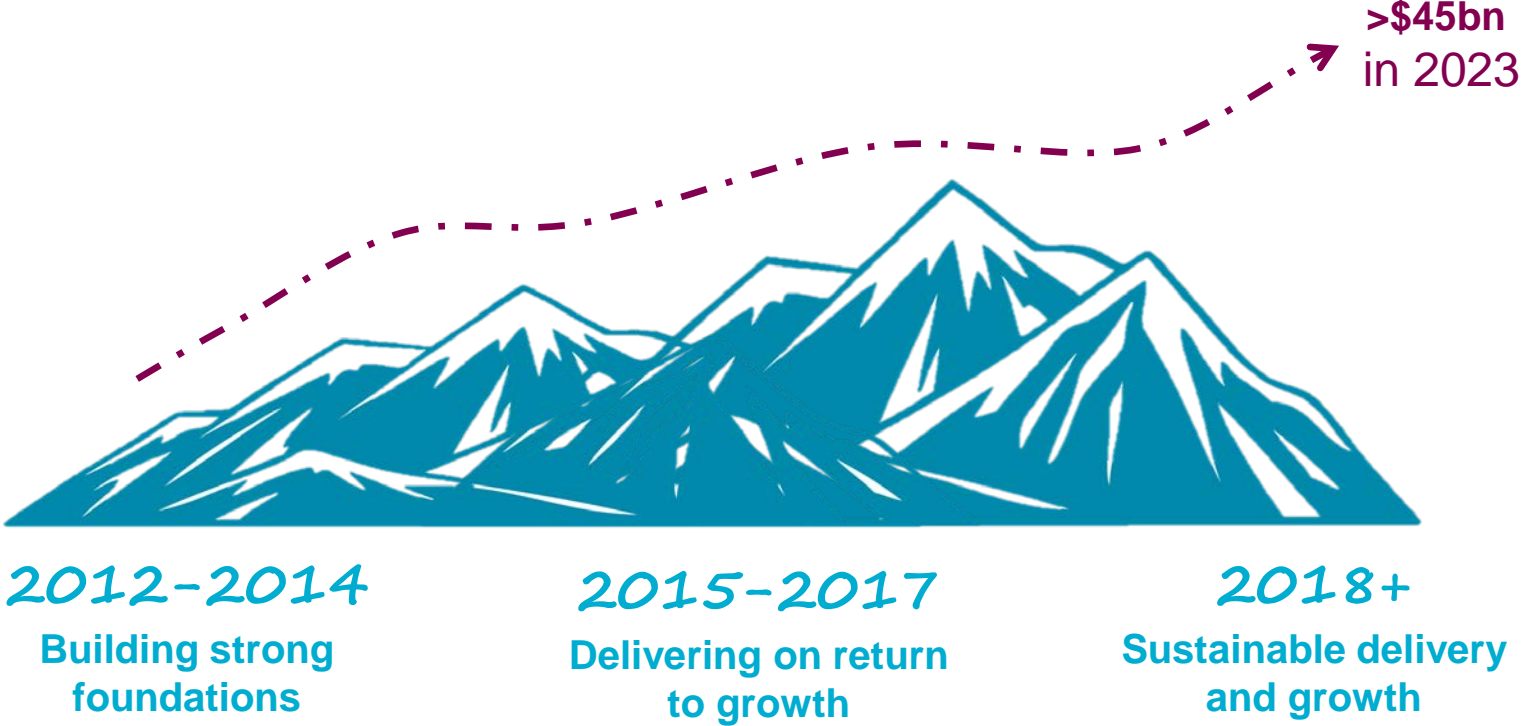 >$45bn
in 2023
2012-2014
Building strong
foundations
2015-2017
Delivering on return
to growth
2018+
Sustainable delivery
and growth